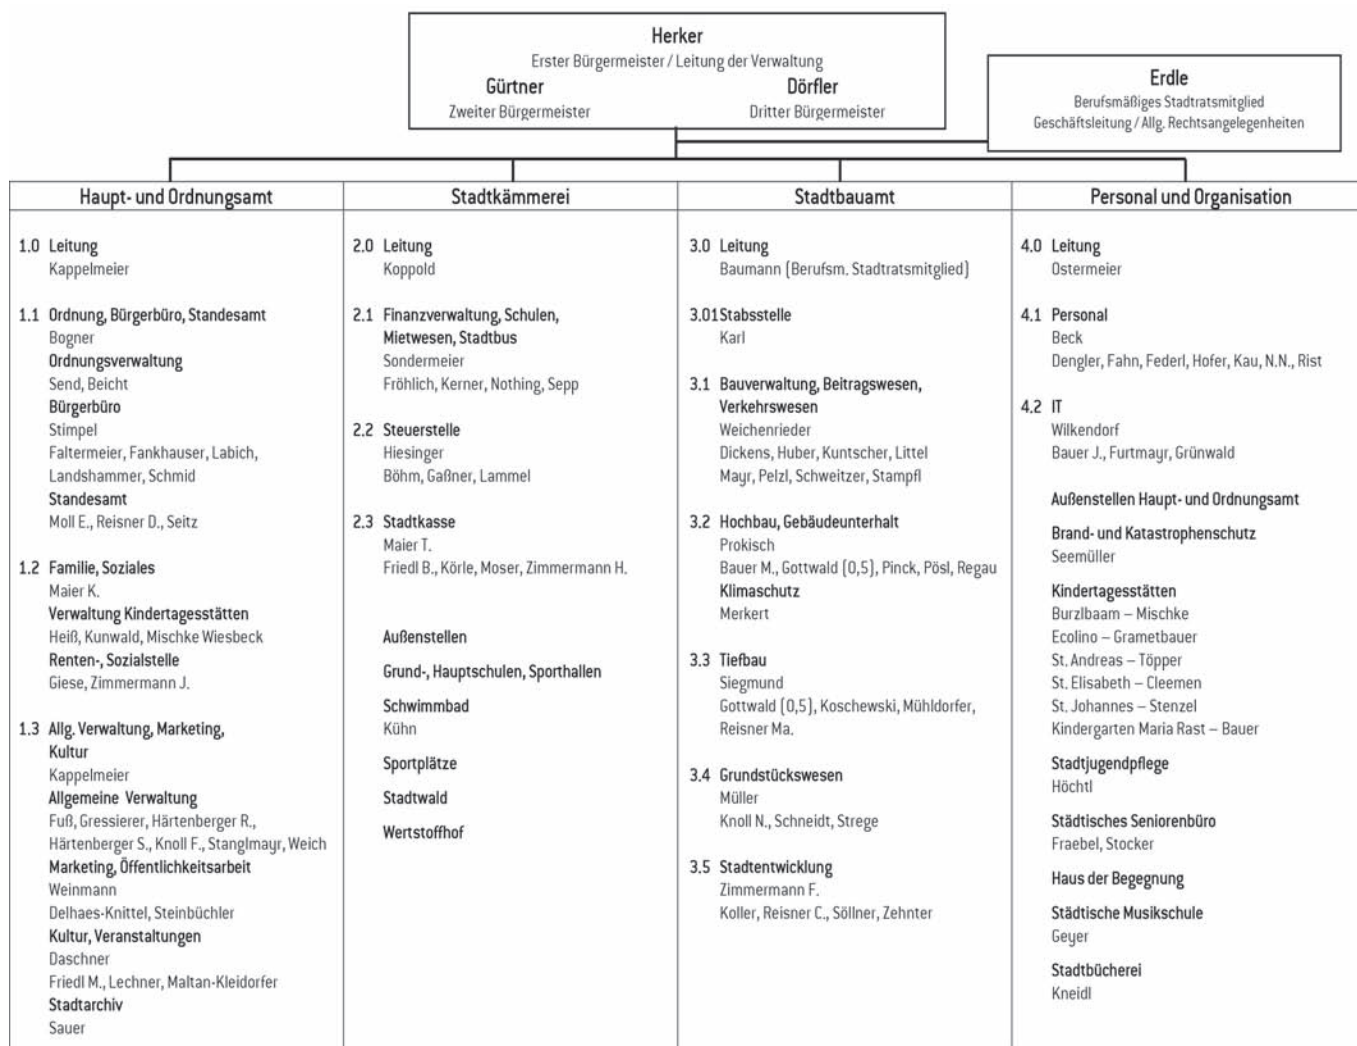 Herker
Erster Bürgermeister / Leitung der Verwaltung
Gürtner
Zweiter Bürgermeister
Dörfler
Dritter Bürgermeister
Erdle
Berufsmäßiges Stadtratsmitglied
Geschäftsleitung / Allg. Rechtsangelegenheiten
Haupt- und Ordnungsamt
1.0 Leitung
Kappelmeier
1.1 Ordnung, Bürgerbüro, Standesamt
Bogner
Ordnungsverwaltung
Send, Beicht
Bürgerbüro
Stimpel
Faltermeier, Fankhauser, Labich,
Landshammer, Schmid
Standesamt
Moll E., Reisner D., Seitz
1.2 Familie, Soziales
Maier K.
Verwaltung Kindertagesstätten
Heiß, Kunwald, Mischke Wiesbeck
Renten-, Sozialstelle
Giese, Zimmermann J.
1.3 Allg. Verwaltung, Marketing,
Kultur
Kappelmeier
Allgemeine Verwaltung
Fuß, Gressierer, Härtenberger R.,
Härtenberger S., Knoll F., Stanglmayr, Weich
Marketing, Öffentlichkeitsarbeit
Weinmann
Delhaes-Knittel, Steinbüchler
Kultur, Veranstaltungen
Daschner
Friedl M., Lechner, Maltan-Kleidorfer
Stadtarchiv
Sauer
Stadtkämmerei
2.0 Leitung
Koppold
2.1 Finanzverwaltung, Schulen,
Mietwesen, Stadtbus
Sondermeier
Fröhlich, Kerner, Nothing, Sepp
2.2 Steuerstelle
Hiesinger
Böhm, Gaßner, Lammel
2.3 Stadtkasse
Maier T.
Friedl B., Körle, Moser, Zimmermann H.
Außenstellen
Grund-, Hauptschulen, Sporthallen
Schwimmbad
Kühn
Sportplätze
Stadtwald
Wertstoffhof
Stadtbauamt
3.0 Leitung
Baumann (Berufsm. Stadtratsmitglied)
3.01 Stabsstelle
Karl
3.1 Bauverwaltung, Beitragswesen,
Verkehrswesen
Weichenrieder
Dickens, Huber, Kuntscher, Littel
Mayr, Pelzl, Schweitzer, Stampfl
3.2 Hochbau, Gebäudeunterhalt
Prokisch
Bauer M., Gottwald (0,5), Pinck, Pösl, Regau
Klimaschutz
Merkert
3.3 Tiefbau
Siegmund
Gottwald (0,5), Koschewski, Mühldorfer,
Reisner Ma.
3.4 Grundstückswesen
Müller
Knoll N., Schneidt, Strege
3.5 Stadtentwicklung
Zimmermann F.
Koller, Reisner C., Söllner, Zehnter
Personal und Organisation
4.0 Leitung
Ostermeier
4.1 Personal
Beck
Dengler, Fahn, Federl, Hofer, Kau, N.N., Rist
4.2 IT
Wilkendorf
Bauer J., Furtmayr, Grünwald
Außenstellen Haupt- und Ordnungsamt
Brand- und Katastrophenschutz
Seemüller
Kindertagesstätten
Burzlbaam – Mischke
Ecolino – Grametbauer
St. Andreas – Töpper
St. Elisabeth – Cleemen
St. Johannes – Stenzel
Kindergarten Maria Rast – Bauer
Stadtjugendpflege
Höchtl
Städtisches Seniorenbüro
Fraebel, Stocker
Haus der Begegnung
Städtische Musikschule
Geyer
Stadtbücherei
Kneidl